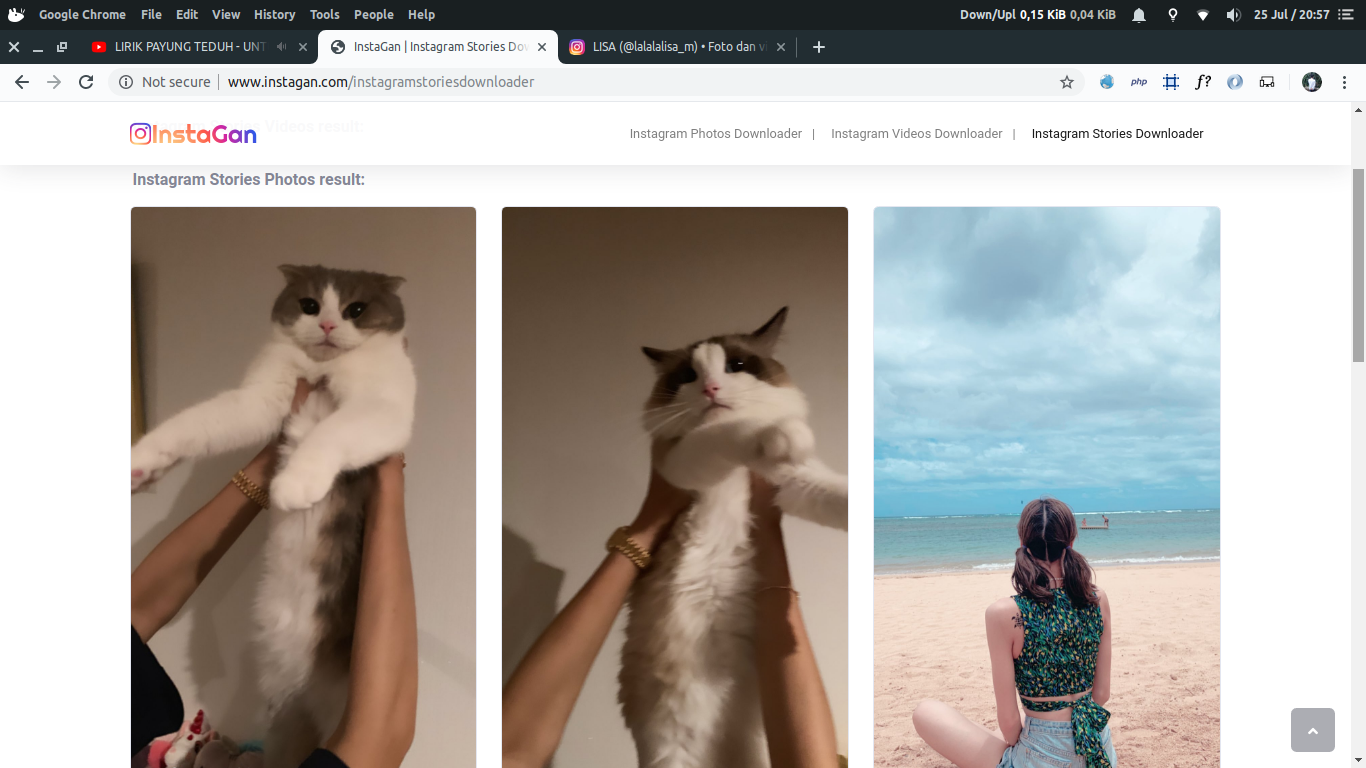 Google Chrome File Edit View History Tools People Help Down/Upl 0,15 KiB 0,04 KiB 25 Jul / 20:57
LIRIK PAYUNG TEDUH - UNT InstaGan | Instagram Stories Do LISA (@lalalalisa_m) • Foto dan vi
Not secure www.instagan.com/instagramstoriesdownloader php f?
Stories Videos result:
InstaGan Instagram Photos Downloader | Instagram Videos Downloader | Instagram Stories Downloader
Instagram Stories Photos result: